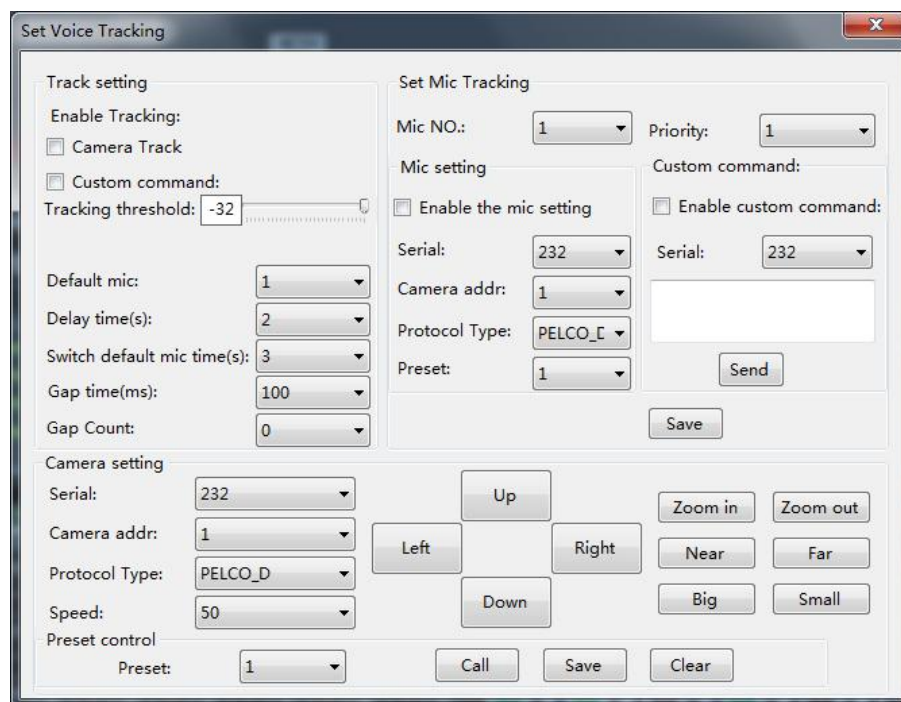 Set Voice Tracking
x
Track setting
Enable Tracking:
Camera Track
Custom command:
Tracking threshold: -32
Default mic: 1
Delay time(s): 2
Switch default mic time(s): 3
Gap time(ms): 100
Gap Count: 0
Set Mic Tracking
Mic NO.: 1 Priority: 1
Mic setting
Enable the mic setting
Serial: 232
Camera addr: 1
Protocol Type: PELCO_D
Preset: 1
Custom command:
Enable custom command:
Serial: 232
Send
Save
Camera setting
Serial: 232
Camera addr: 1
Protocol Type: PELCO_D
Speed: 50
Up
Left Right
Down
Zoom in Zoom out
Near Far
Big Small
Preset control
Preset: 1 Call Save Clear